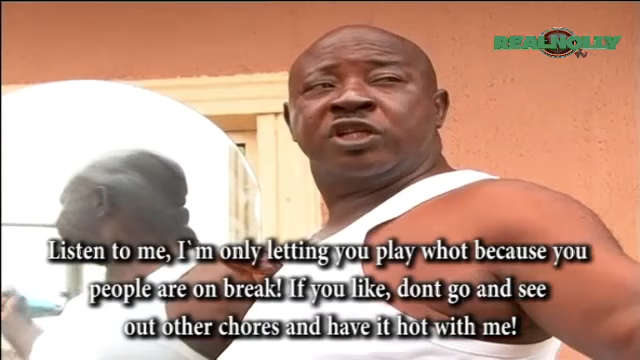 REALNOLLY
TV
Listen to me, I`m only letting you play whot because you
people are on break! If you like, dont go and see
out other chores and have it hot with me!